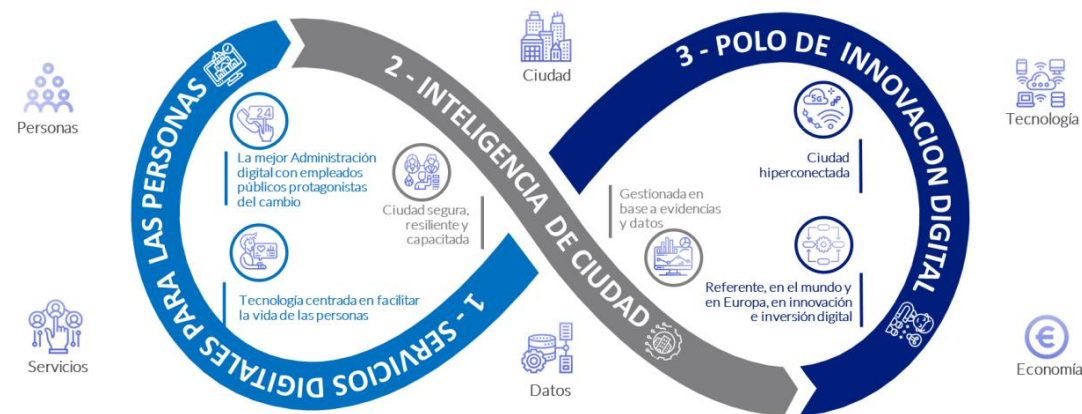 Personas
Servicios
1 - SERVICIOS DIGITALES PARA LAS PERSONAS
24
La mejor Administración
digital con empleados
públicos protagonistas
del cambio
Tecnología centrada en facilitar
la vida de las personas
2 - INTELIGENCIA DE CIUDAD
Ciudad segura,
resiliente y
capacitada
Gestionada en
base a evidencias
y datos
Ciudad
Datos
3 - POLO DE INNOVACION DIGITAL
5G
Ciudad
hiperconectada
Referente, en el mundo y
en Europa, en innovación
e inversión digital
Tecnología
€
Economía